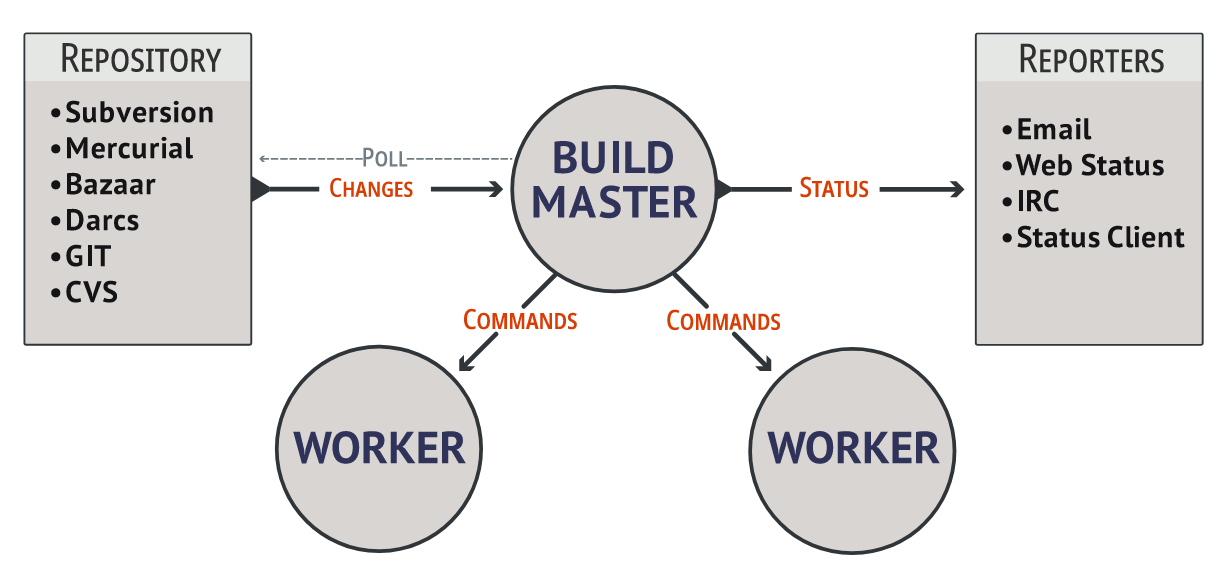 REPOSITORY
•Subversion
•Mercurial
•Bazaar
•Darcs
•GIT
•CVS
POLL
CHANGES
BUILD
MASTER
STATUS
REPORTERS
•Email
•Web Status
•IRC
•Status Client
COMMANDS
COMMANDS
WORKER
WORKER